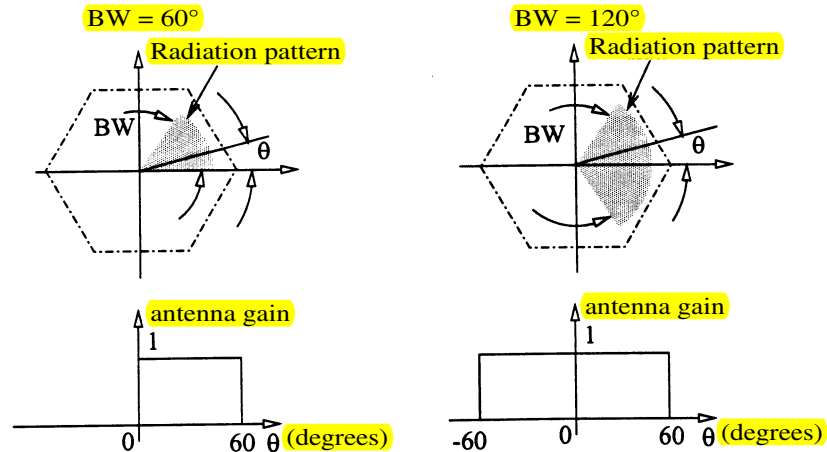 BW = 60°
Radiation pattern
BW
θ
antenna gain
1
0
60 θ (degrees)
BW = 120°
Radiation pattern
BW
θ
antenna gain
1
-60
0
60 θ (degrees)